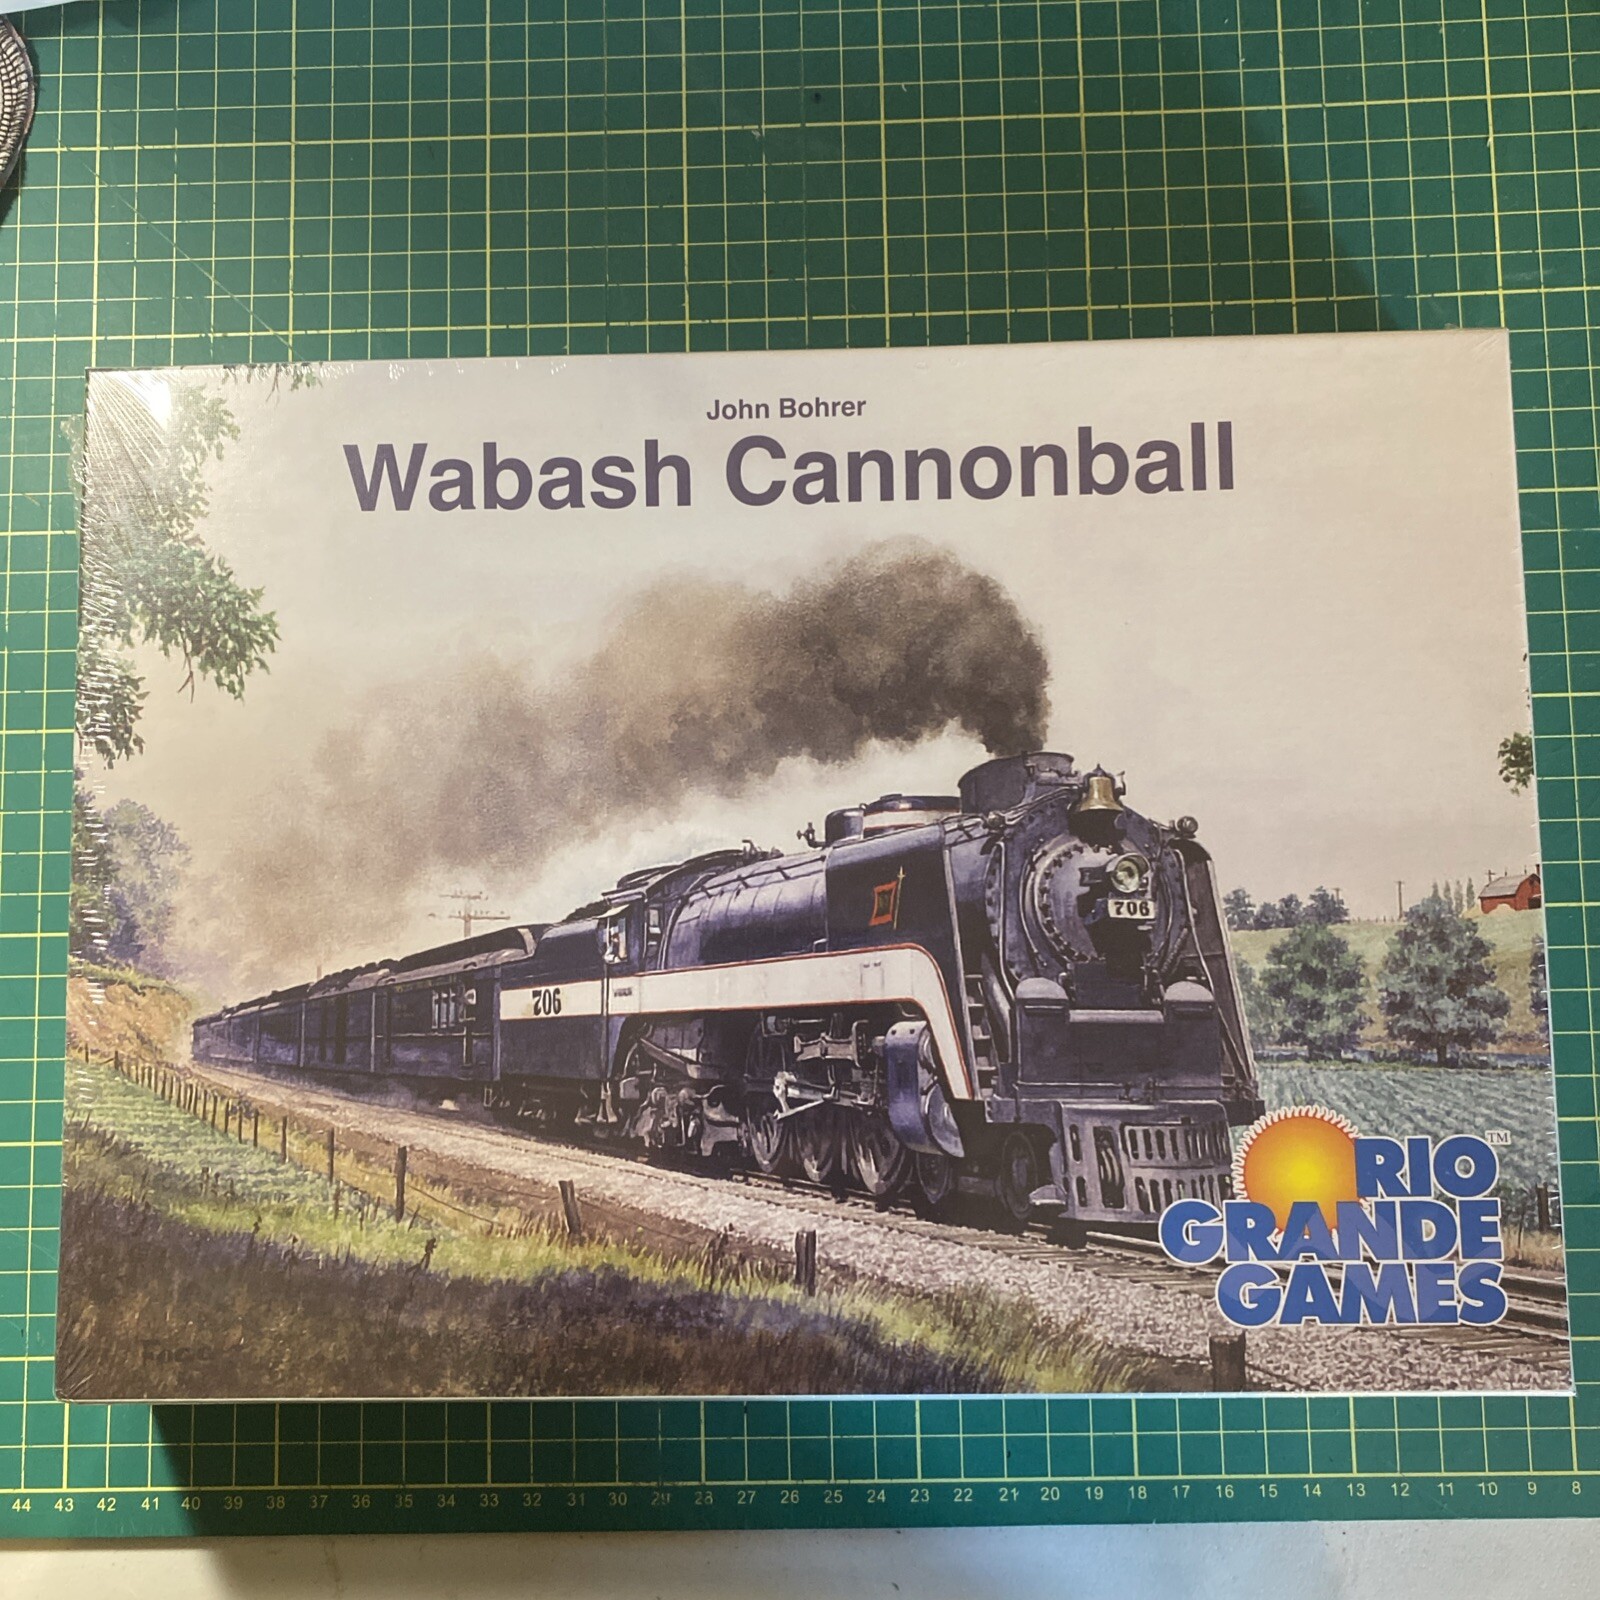 John Bohrer
Wabash Cannonball
706
706
RIO™
GRANDE
GAMES
44 43 42 41 40 39 38 37 36 35 34 33 32 31 30 29 28 27 26 25 24 23 22 21 20 19 18 17 16 15 14 13 12 11 10 9 8